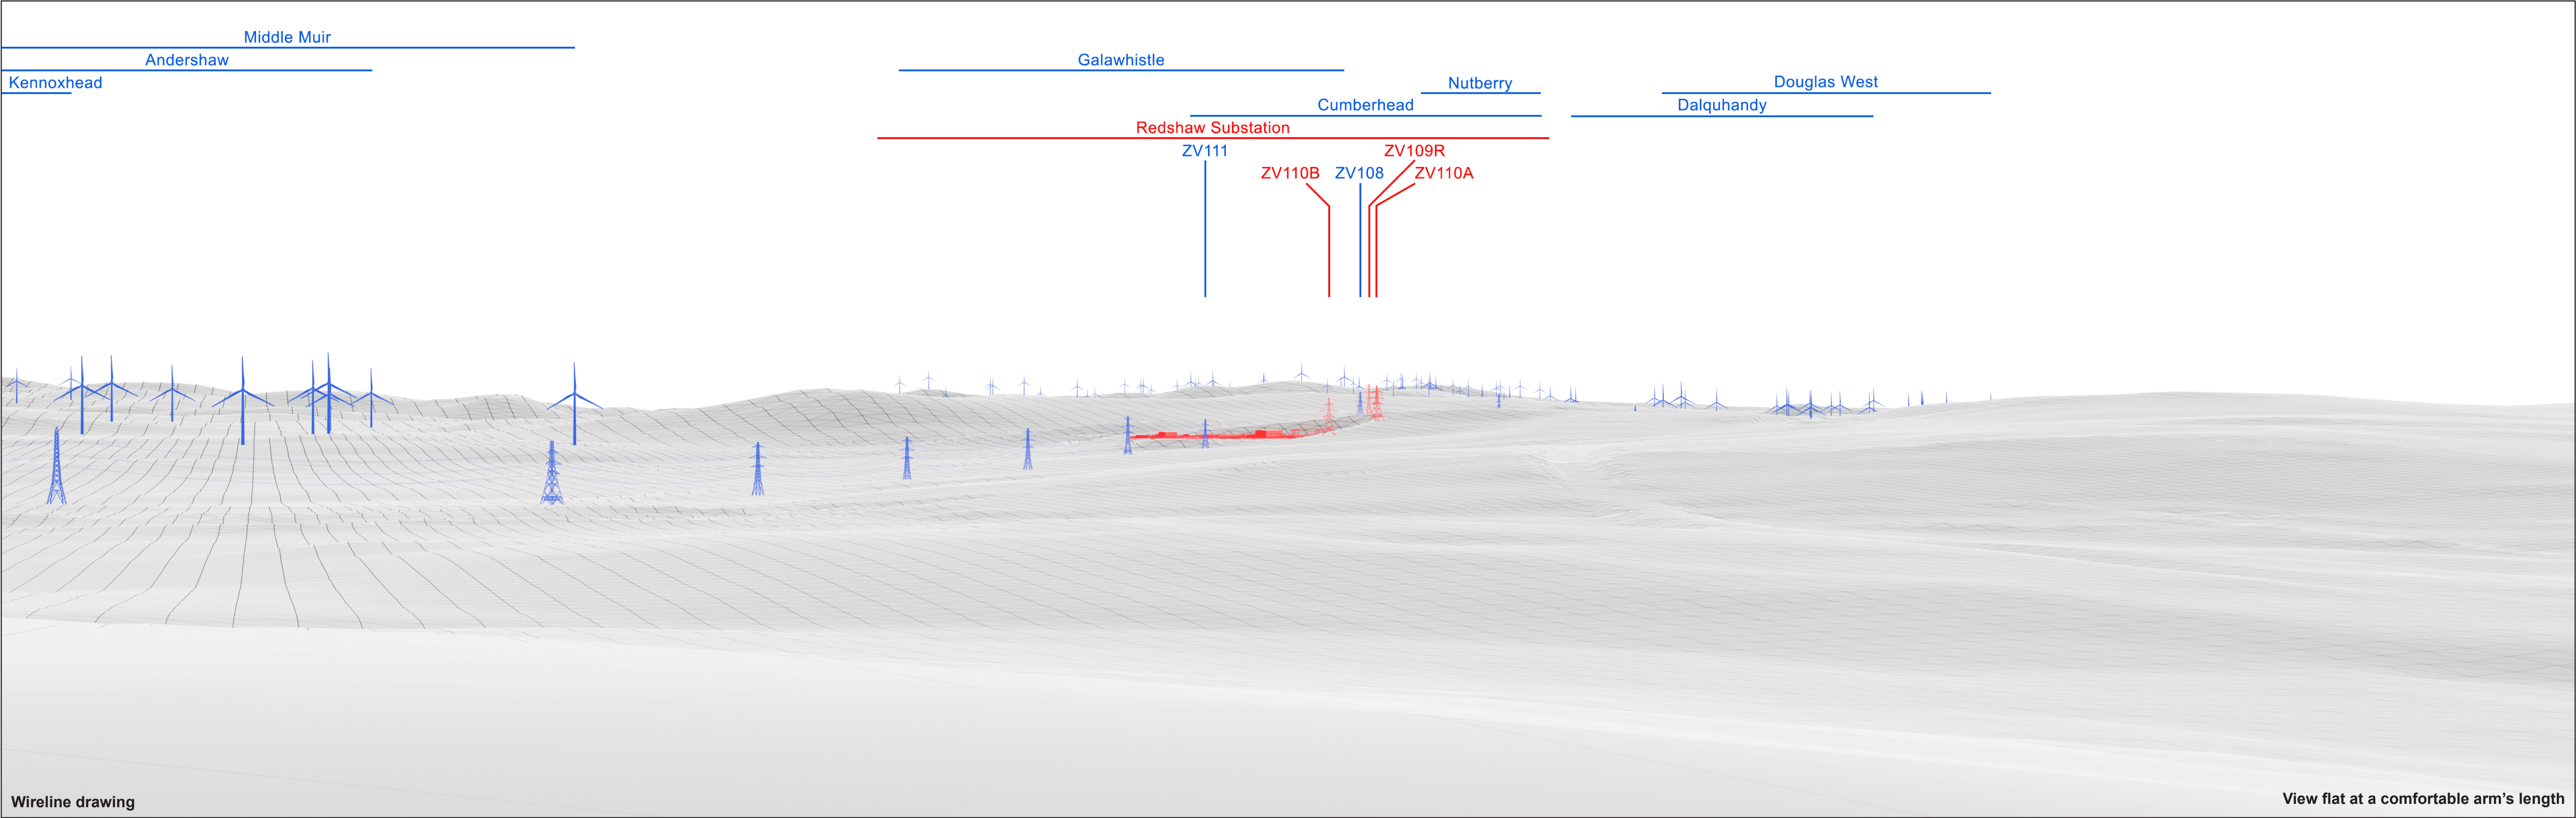 Middle Muir
Andershaw
Galawhistle
Kennoxhead
Nutberry
Douglas West
Cumberhead
Dalquhandy
Redshaw Substation
ZV111
ZV109R
ZV110B
ZV108
ZV110A
Wireline drawing
View flat at a comfortable arm's length